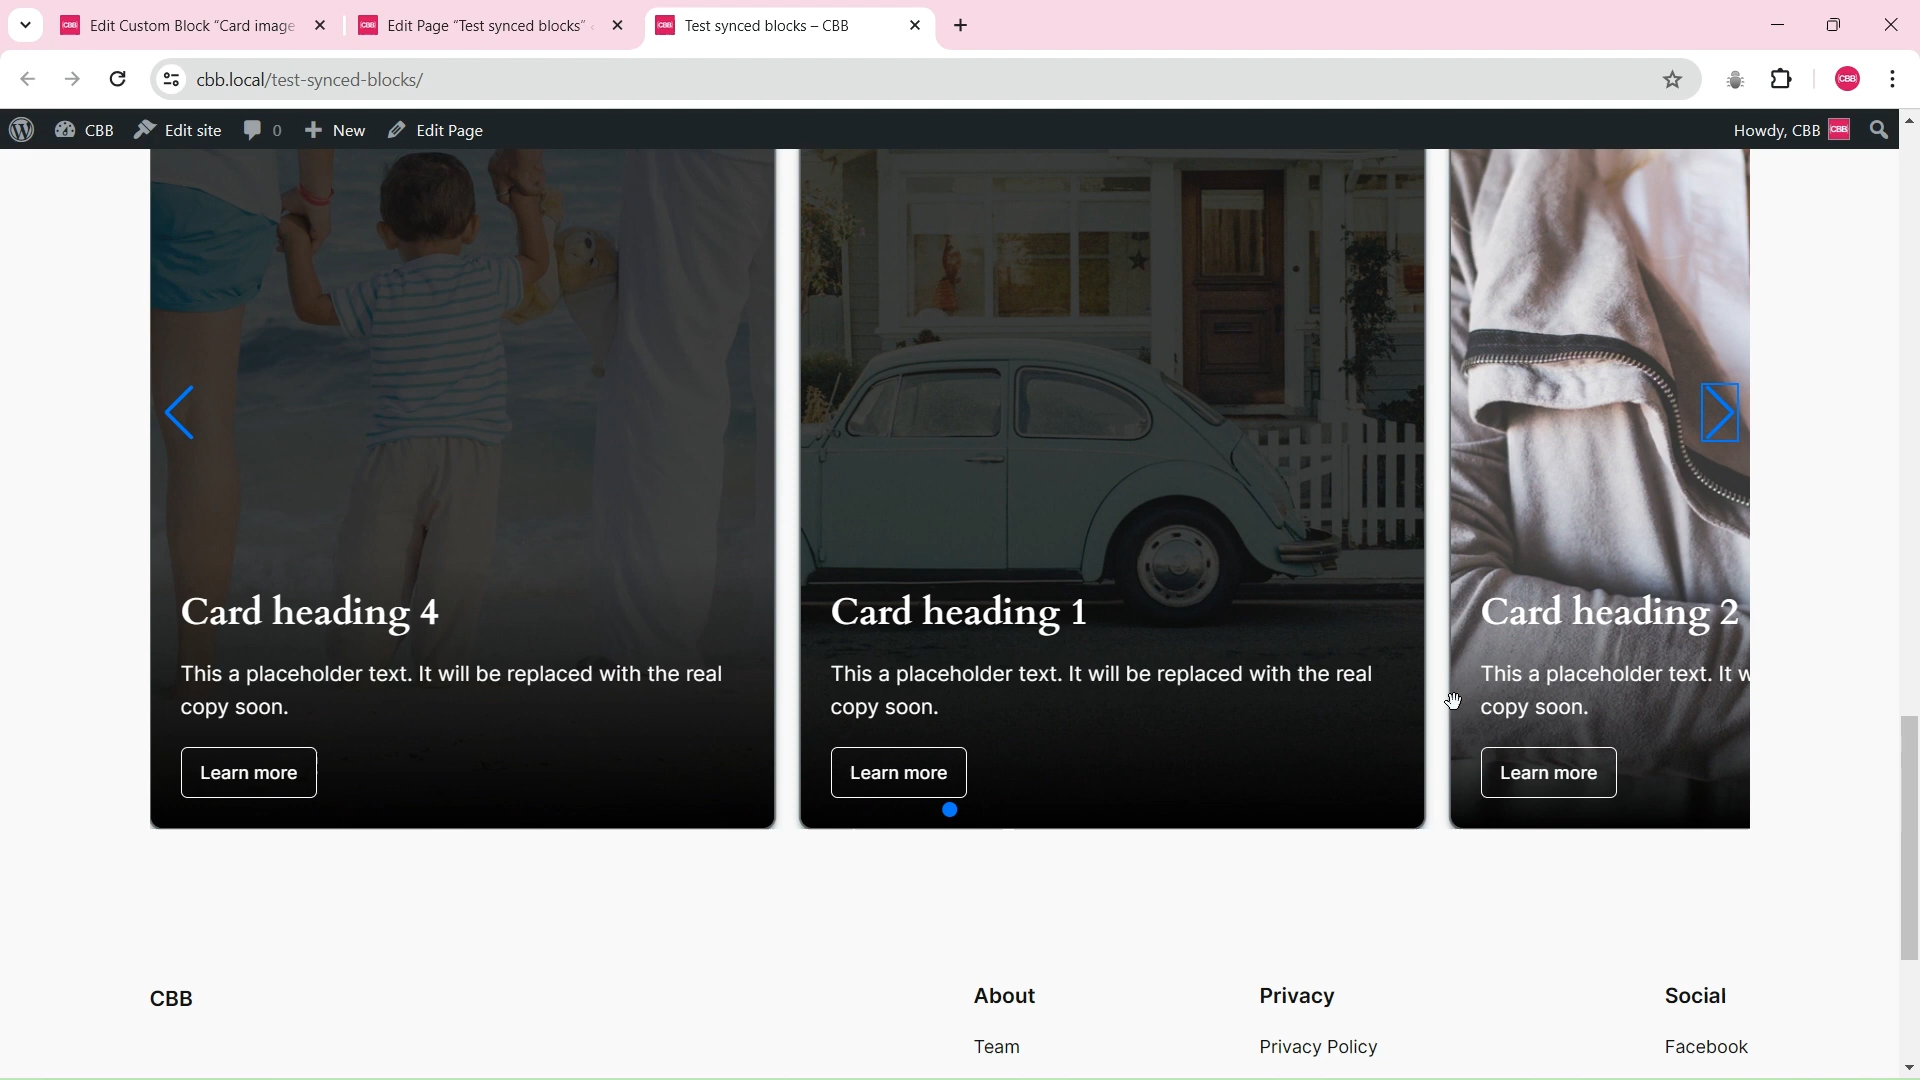 Edit Custom Block “Card image
Edit Page “Test synced blocks”
Test synced blocks – CBB
cbb.local/test-synced-blocks/
CBB
CBB
Edit site
0
New
Edit Page
Howdy, CBB
CBB
Card heading 4
This a placeholder text. It will be replaced with the real
copy soon.
Learn more
Card heading 1
This a placeholder text. It will be replaced with the real
copy soon.
Learn more
Card heading 2
This a placeholder text. It w
copy soon.
Learn more
CBB
About
Team
Privacy
Privacy Policy
Social
Facebook